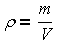 ρ = m/V